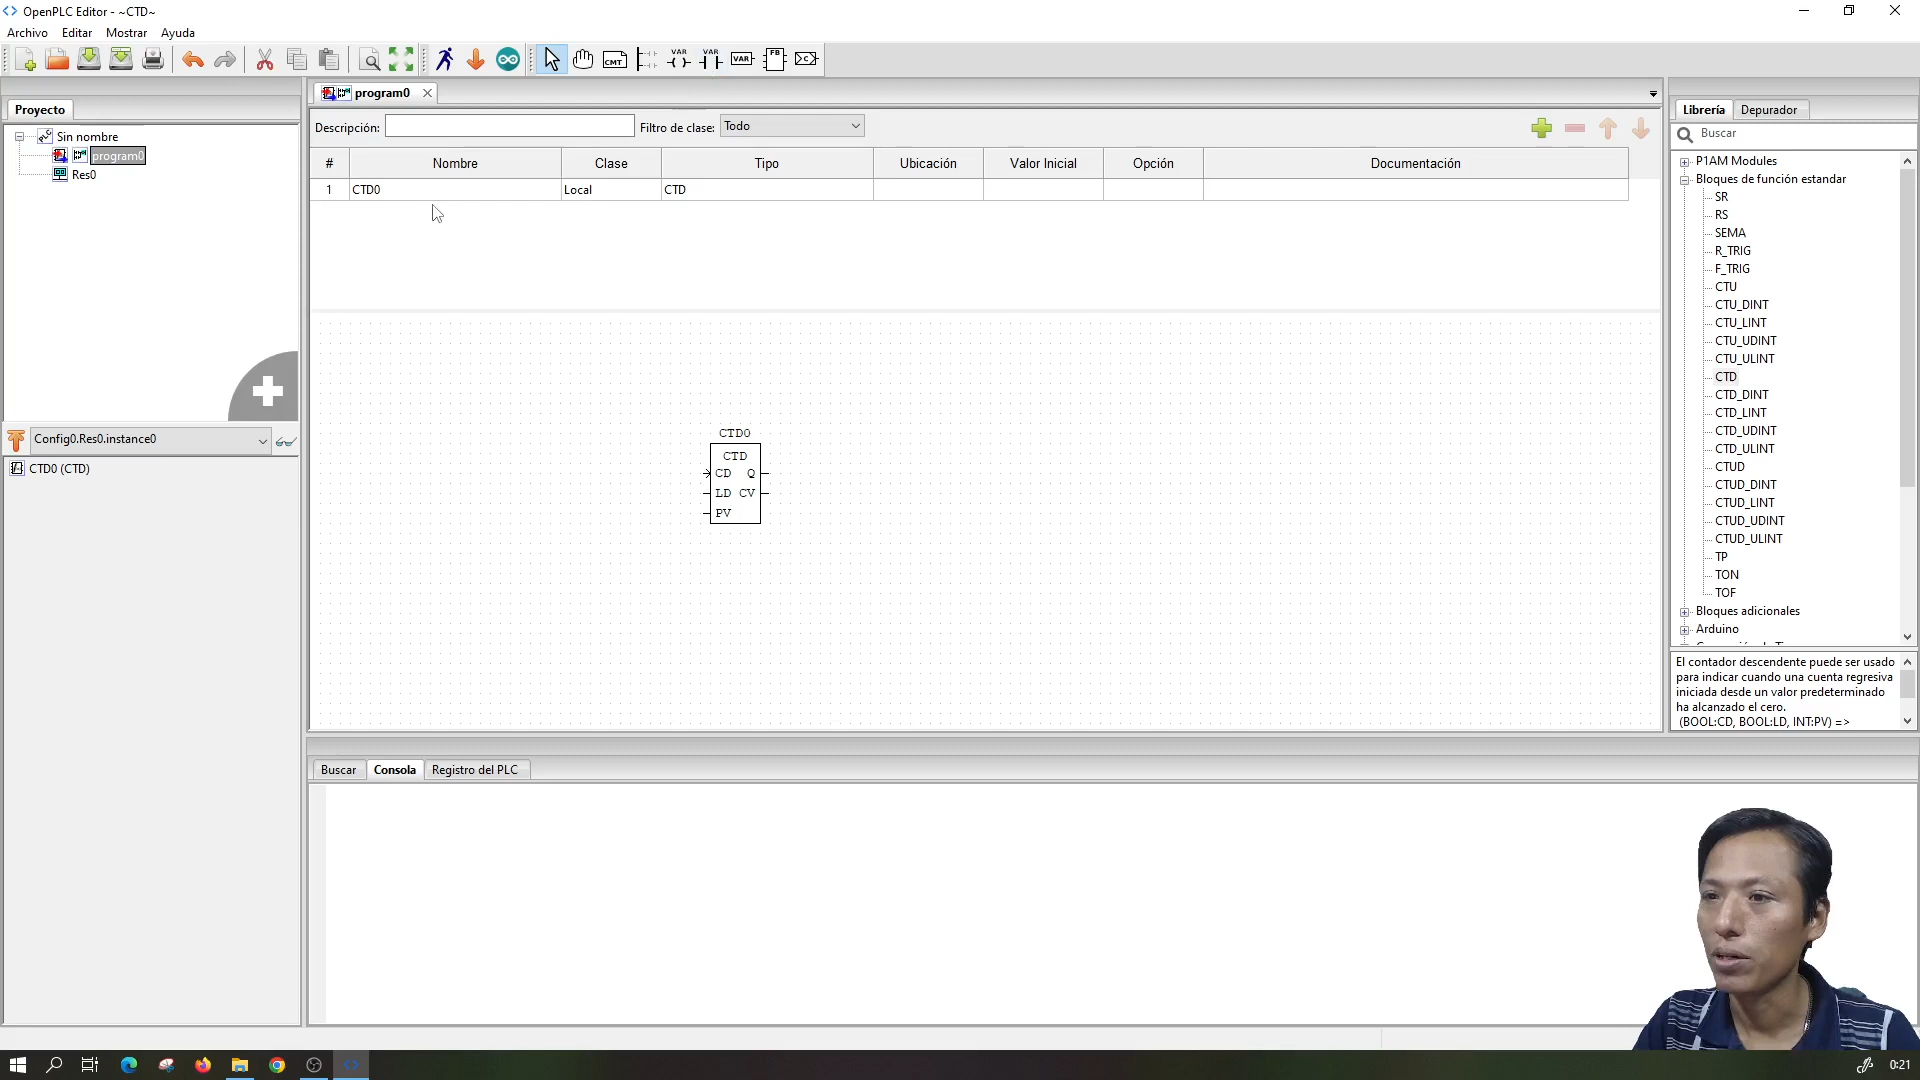 OpenPLC Editor - ~CTD~
Archivo Editar Mostrar Ayuda
CMT
VAR
VAR
VAR
FB
>C>
Proyecto
Sin nombre
program0
Res0
Config0.Res0.instance0
CTD0 (CTD)
program0
Descripción:
Filtro de clase: Todo
# Nombre Clase Tipo Ubicación Valor Inicial Opción Documentación
1 CTD0 Local CTD
CTD0
CTD
CD Q
LD CV
PV
Buscar Consola Registro del PLC
Librería Depurador
Buscar
P1AM Modules
Bloques de función estandar
SR
RS
SEMA
R_TRIG
F_TRIG
CTU
CTU_DINT
CTU_LINT
CTU_UDINT
CTU_ULINT
CTD
CTD_DINT
CTD_LINT
CTD_UDINT
CTD_ULINT
CTUD
CTUD_DINT
CTUD_LINT
CTUD_UDINT
CTUD_ULINT
TP
TON
TOF
Bloques adicionales
Arduino
El contador descendente puede ser usado
para indicar cuando una cuenta regresiva
iniciada desde un valor predeterminado
ha alcanzado el cero.
(BOOL:CD, BOOL:LD, INT:PV) =>
0:21